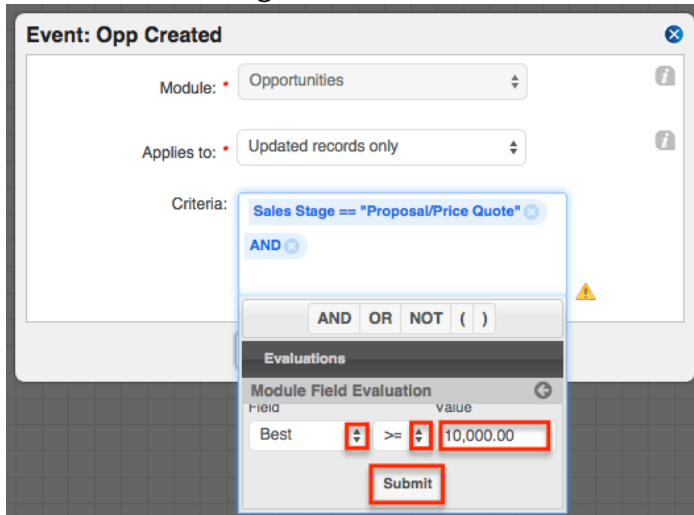 Event: Opp Created
Module: * Opportunities
Applies to: * Updated records only
Criteria: Sales Stage == "Proposal/Price Quote"
AND
AND OR NOT ( )
Evaluations
Module Field Evaluation
Field Value
Best >= 10,000.00
Submit